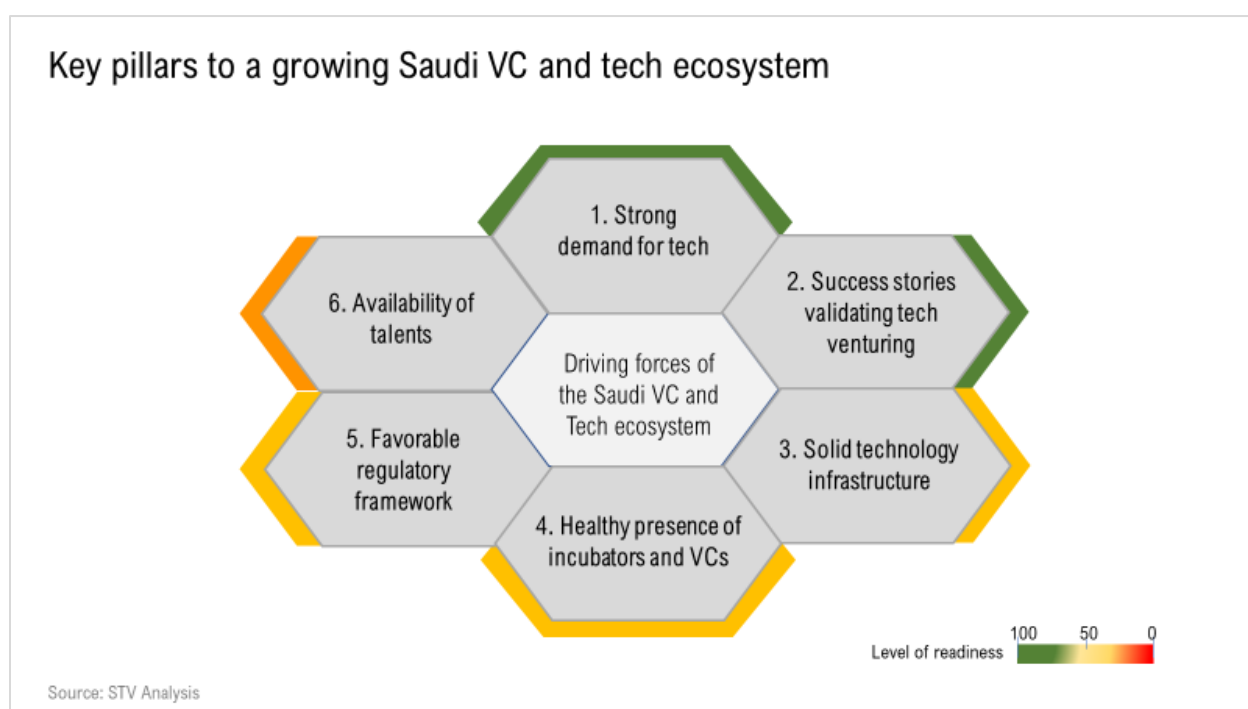 Key pillars to a growing Saudi VC and tech ecosystem
1. Strong
demand for tech
2. Success stories
validating tech
venturing
3. Solid technology
infrastructure
4. Healthy presence of
incubators and VCs
5. Favorable
regulatory
framework
6. Availability of
talents
Driving forces of
the Saudi VC and
Tech ecosystem
Level of readiness
100 50 0
Source: STV Analysis